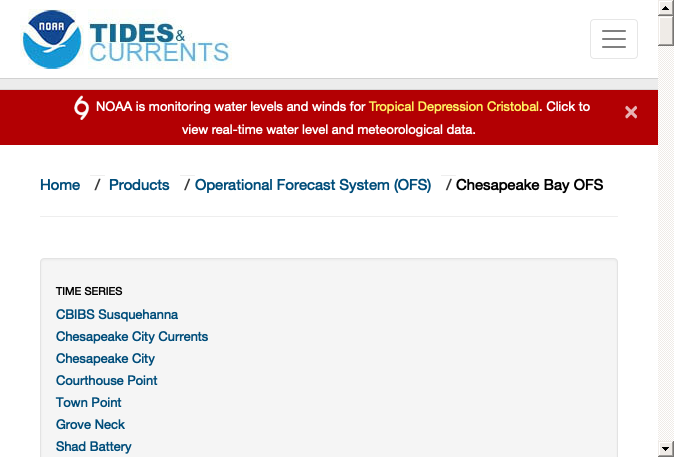 NOAA
TIDES&
CURRENTS
NOAA is monitoring water levels and winds for Tropical Depression Cristobal. Click to
view real-time water level and meteorological data.
×
Home / Products / Operational Forecast System (OFS) / Chesapeake Bay OFS
TIME SERIES
CBIBS Susquehanna
Chesapeake City Currents
Chesapeake City
Courthouse Point
Town Point
Grove Neck
Shad Battery